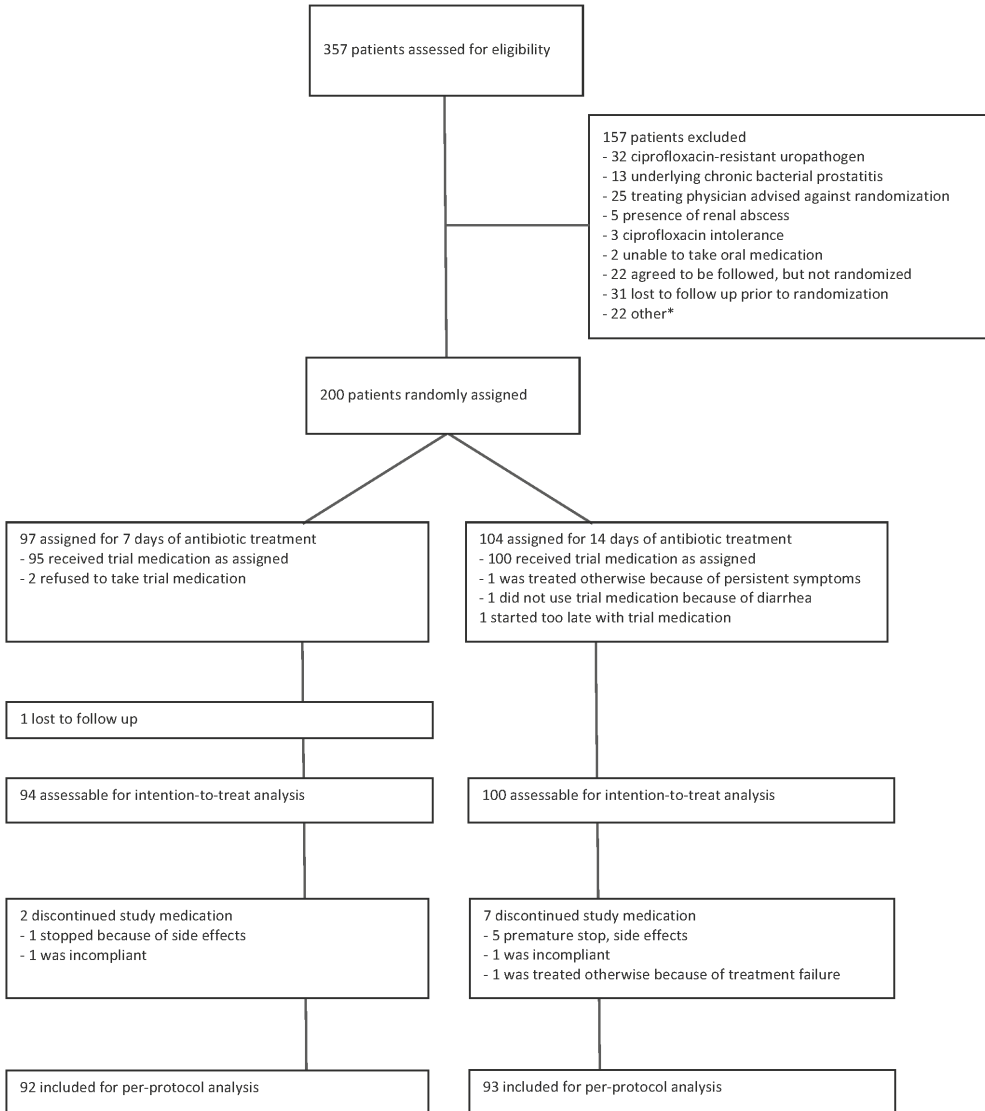 357 patients assessed for eligibility
157 patients excluded
- 32 ciprofloxacin-resistant uropathogen
- 13 underlying chronic bacterial prostatitis
- 25 treating physician advised against randomization
- 5 presence of renal abscess
- 3 ciprofloxacin intolerance
- 2 unable to take oral medication
- 22 agreed to be followed, but not randomized
- 31 lost to follow up prior to randomization
- 22 other*
200 patients randomly assigned
97 assigned for 7 days of antibiotic treatment
- 95 received trial medication as assigned
- 2 refused to take trial medication
104 assigned for 14 days of antibiotic treatment
- 100 received trial medication as assigned
- 1 was treated otherwise because of persistent symptoms
- 1 did not use trial medication because of diarrhea
1 started too late with trial medication
1 lost to follow up
94 assessable for intention-to-treat analysis
100 assessable for intention-to-treat analysis
2 discontinued study medication
- 1 stopped because of side effects
- 1 was incompliant
7 discontinued study medication
- 5 premature stop, side effects
- 1 was incompliant
- 1 was treated otherwise because of treatment failure
92 included for per-protocol analysis
93 included for per-protocol analysis